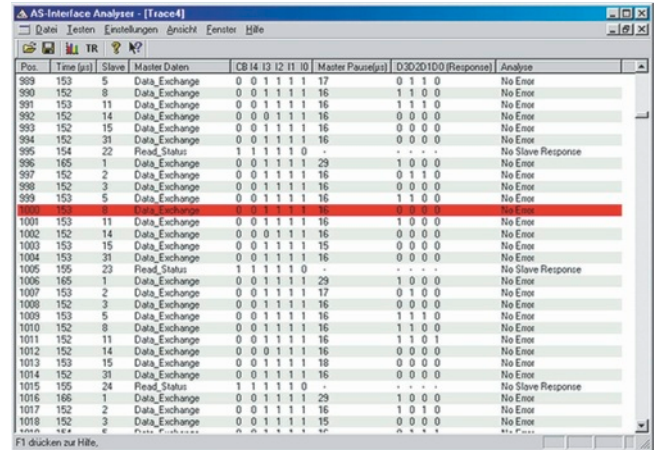 AS-Interface Analyser - [Trace4]
Datei Testen Einstellungen Ansicht Fenster Hilfe
TR
Pos. Time (µs) Slave Master Daten CB I4 I3 I2 I1 I0 Master Pause(µs) D3D2D1D0 (Response) Analyse
989 153 5 Data_Exchange 0 0 1 1 1 1 17 0 1 1 0 No Error
990 152 8 Data_Exchange 0 0 1 1 1 1 16 1 1 1 0 No Error
991 153 11 Data_Exchange 0 0 1 1 1 1 16 1 1 1 0 No Error
992 152 14 Data_Exchange 0 0 0 1 1 1 16 0 0 0 0 No Error
993 152 15 Data_Exchange 0 0 1 1 1 1 16 0 0 0 0 No Error
994 152 31 Data_Exchange 0 0 1 1 1 1 16 0 0 0 0 No Error
995 154 22 Read_Status 1 1 1 1 1 0 - - - - - No Slave Response
996 165 1 Data_Exchange 0 0 1 1 1 1 29 1 0 0 0 No Error
997 152 2 Data_Exchange 0 0 1 1 1 1 16 0 1 1 0 No Error
998 152 3 Data_Exchange 0 0 1 1 1 1 16 0 0 0 0 No Error
999 153 5 Data_Exchange 0 0 1 1 1 1 16 1 1 0 0 No Error
1000 153 8 Data_Exchange 0 0 1 1 1 1 16 0 0 0 0 No Error
1001 153 11 Data_Exchange 0 0 1 1 1 1 16 1 1 0 0 No Error
1002 152 14 Data_Exchange 0 0 0 1 1 1 16 0 0 0 0 No Error
1003 153 15 Data_Exchange 0 0 1 1 1 1 15 0 0 0 0 No Error
1004 153 31 Data_Exchange 0 0 1 1 1 1 16 0 0 0 0 No Error
1005 155 23 Read_Status 1 1 1 1 1 0 - - - - - No Slave Response
1006 165 1 Data_Exchange 0 0 1 1 1 1 29 1 0 0 0 No Error
1007 153 2 Data_Exchange 0 0 1 1 1 1 17 0 1 0 0 No Error
1008 152 3 Data_Exchange 0 0 1 1 1 1 16 0 0 0 0 No Error
1009 153 5 Data_Exchange 0 0 1 1 1 1 16 1 1 1 0 No Error
1010 152 8 Data_Exchange 0 0 1 1 1 1 16 1 1 0 0 No Error
1011 152 11 Data_Exchange 0 0 1 1 1 1 16 1 1 0 1 No Error
1012 152 14 Data_Exchange 0 0 0 1 1 1 16 0 0 0 0 No Error
1013 153 15 Data_Exchange 0 0 1 1 1 1 18 0 0 0 0 No Error
1014 152 31 Data_Exchange 0 0 1 1 1 1 16 0 0 0 0 No Error
1015 155 24 Read_Status 1 1 1 1 1 0 - - - - - No Slave Response
1016 166 1 Data_Exchange 0 0 1 1 1 1 29 1 0 0 0 No Error
1017 152 2 Data_Exchange 0 0 1 1 1 1 16 1 0 1 0 No Error
1018 152 3 Data_Exchange 0 0 1 1 1 1 15 0 0 0 0 No Error
F1 drücken zur Hilfe,